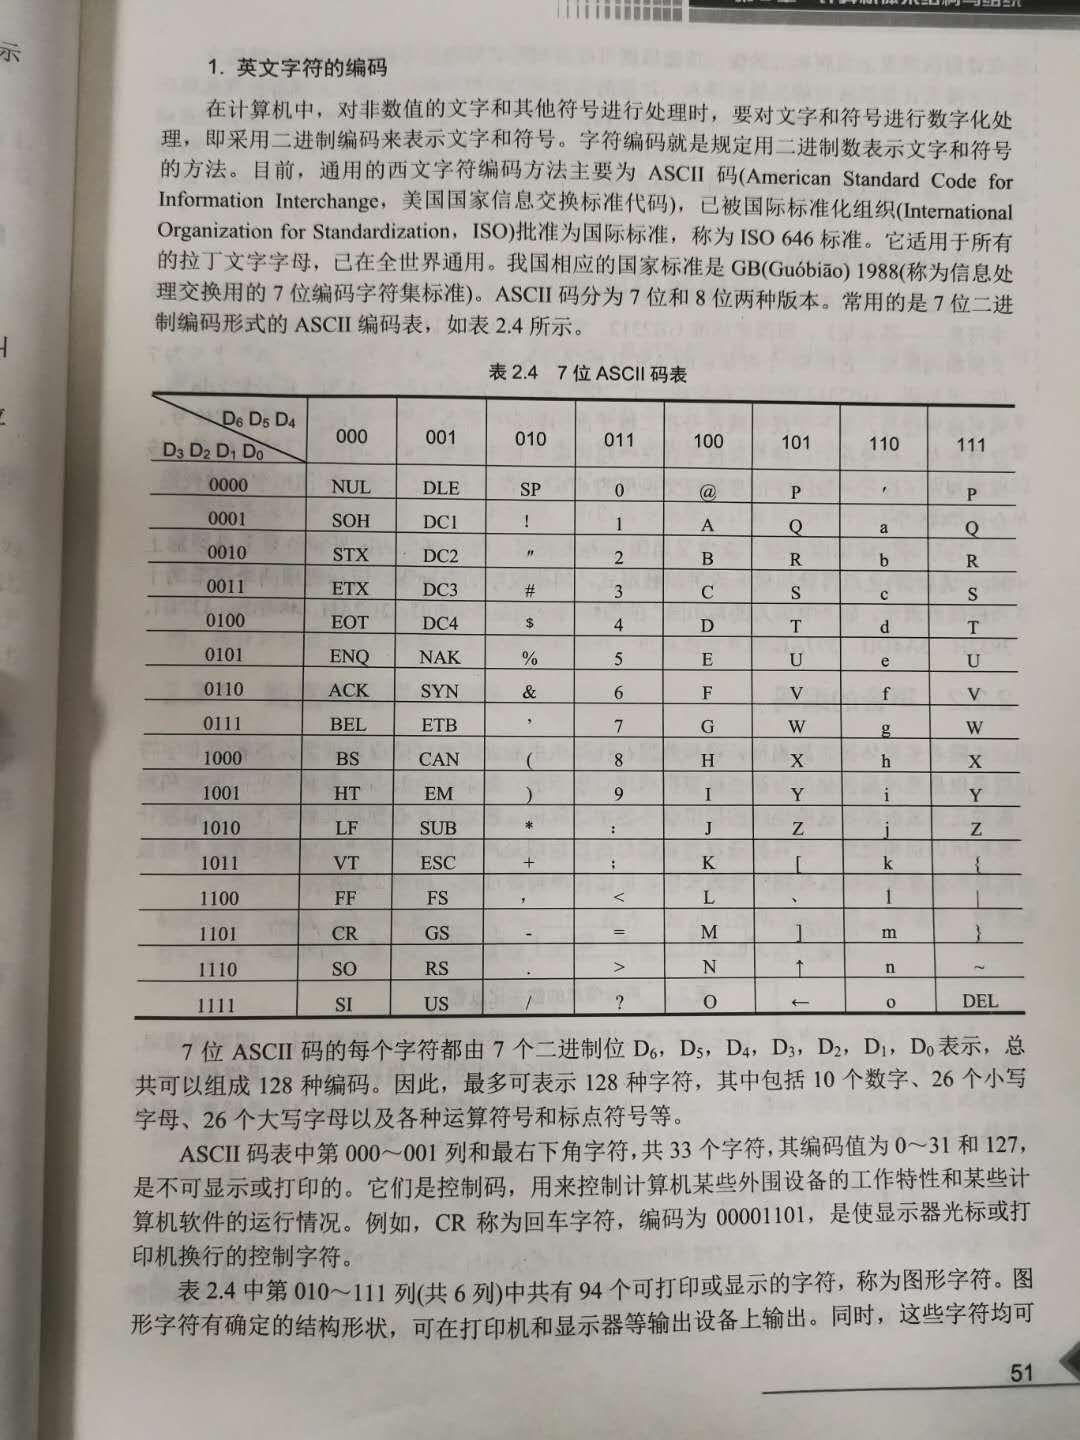 示
1. 英文字符的编码
在计算机中，对非数值的文字和其他符号进行处理时，要对文字和符号进行数字化处
理，即采用二进制编码来表示文字和符号。字符编码就是规定用二进制数表示文字和符号
的方法。目前，通用的西文字符编码方法主要为 ASCII 码(American Standard Code for
Information Interchange，美国国家信息交换标准代码)，已被国际标准化组织(International
Organization for Standardization，ISO)批准为国际标准，称为 ISO 646 标准。它适用于所有
的拉丁文字字母，已在全世界通用。我国相应的国家标准是 GB(Guóbiāo) 1988(称为信息处
理交换用的 7 位编码字符集标准)。ASCII 码分为 7 位和 8 位两种版本。常用的是 7 位二进
制编码形式的 ASCII 编码表，如表 2.4 所示。
表 2.4 7 位 ASCII 码表
D₆ D₅ D₄ 000 001 010 011 100 101 110 111
D₃ D₂ D₁ D₀
0000 NUL DLE SP 0 @ P ′ P
0001 SOH DC1 ! 1 A Q a Q
0010 STX DC2 ″ 2 B R b R
0011 ETX DC3 # 3 C S c S
0100 EOT DC4 $ 4 D T d T
0101 ENQ NAK % 5 E U e U
0110 ACK SYN & 6 F V f V
0111 BEL ETB ’ 7 G W g W
1000 BS CAN ( 8 H X h X
1001 HT EM ) 9 I Y i Y
1010 LF SUB * : J Z j Z
1011 VT ESC + ; K [ k {
1100 FF FS , < L 、 l |
1101 CR GS - = M ] m }
1110 SO RS . > N ↑ n ~
1111 SI US / ? O ← o DEL
7 位 ASCII 码的每个字符都由 7 个二进制位 D₆，D₅，D₄，D₃，D₂，D₁，D₀表示，总
共可以组成 128 种编码。因此，最多可表示 128 种字符，其中包括 10 个数字、26 个小写
字母、26 个大写字母以及各种运算符号和标点符号等。
ASCII 码表中第 000～001 列和最右下角字符，共 33 个字符，其编码值为 0～31 和 127，
是不可显示或打印的。它们是控制码，用来控制计算机某些外围设备的工作特性和某些计
算机软件的运行情况。例如，CR 称为回车字符，编码为 00001101，是使显示器光标或打
印机换行的控制字符。
表 2.4 中第 010～111 列(共 6 列)中共有 94 个可打印或显示的字符，称为图形字符。图
形字符有确定的结构形状，可在打印机和显示器等输出设备上输出。同时，这些字符均可
51